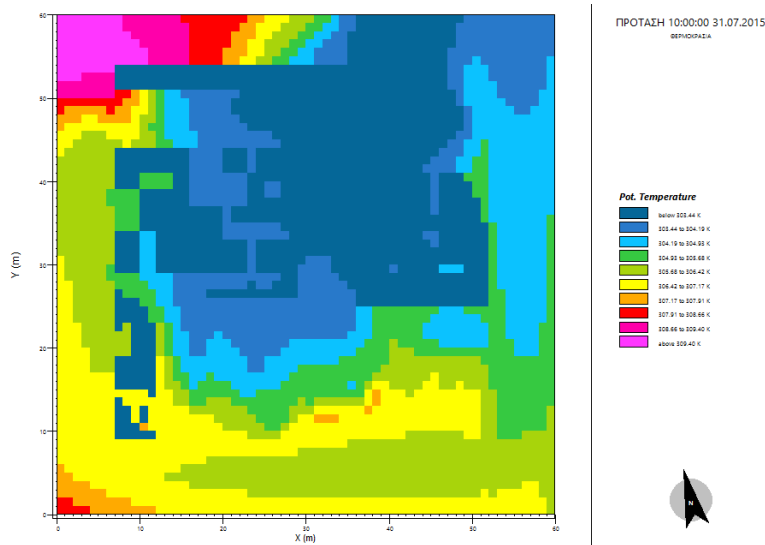 ΠΡΟΤΑΣΗ 10:00:00 31.07.2015
ΘΕΡΜΟΚΡΑΣΙΑ
60
50
40
30
20
10
0
Y (m)
0 10 20 30 40 50 60
X (m)
Pot. Temperature
below 303.44 K
303.44 to 304.19 K
304.19 to 304.93 K
304.93 to 305.68 K
305.68 to 306.42 K
306.42 to 307.17 K
307.17 to 307.91 K
307.91 to 308.66 K
308.66 to 309.40 K
above 309.40 K
N